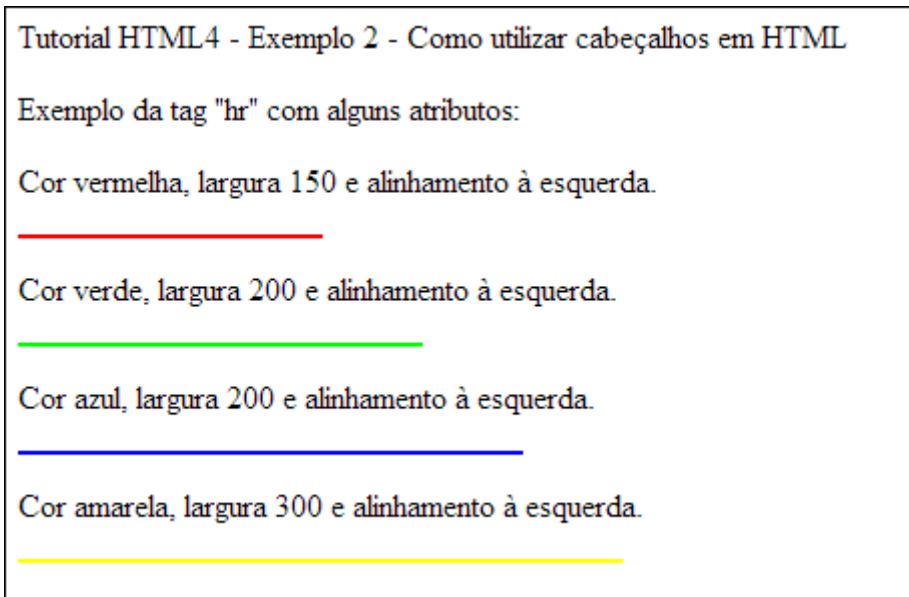 Tutorial HTML4 - Exemplo 2 - Como utilizar cabeçalhos em HTML
Exemplo da tag "hr" com alguns atributos:
Cor vermelha, largura 150 e alinhamento à esquerda.
Cor verde, largura 200 e alinhamento à esquerda.
Cor azul, largura 200 e alinhamento à esquerda.
Cor amarela, largura 300 e alinhamento à esquerda.